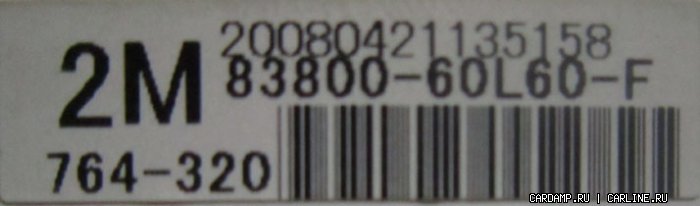 20080421135158
2M 83800-60L60-F
764-320
CARDAMP.RU | CARLINE.RU